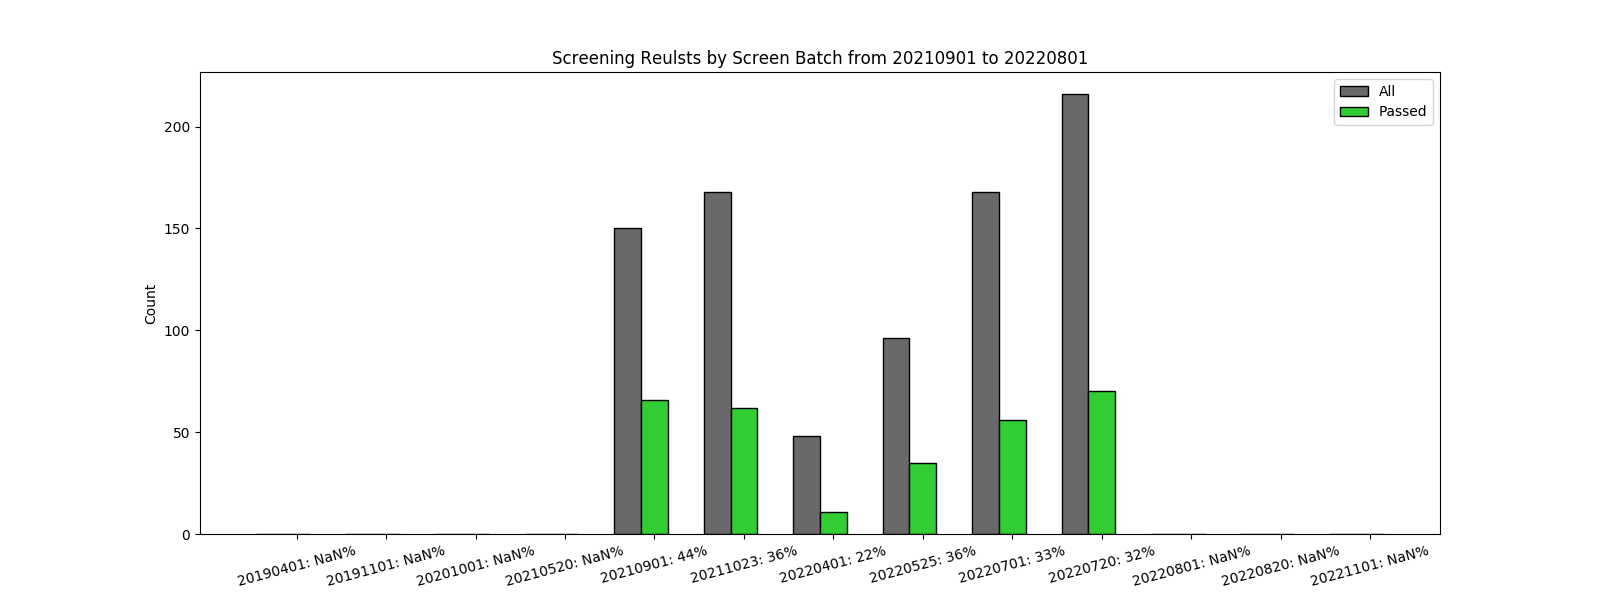 Screening Reulsts by Screen Batch from 20210901 to 20220801
All
Passed
200
150
100
50
0
Count
20190401: NaN%
20191101: NaN%
20201001: NaN%
20210520: NaN%
20210901: 44%
20211023: 36%
20220401: 22%
20220525: 36%
20220701: 33%
20220720: 32%
20220801: NaN%
20220820: NaN%
20221101: NaN%